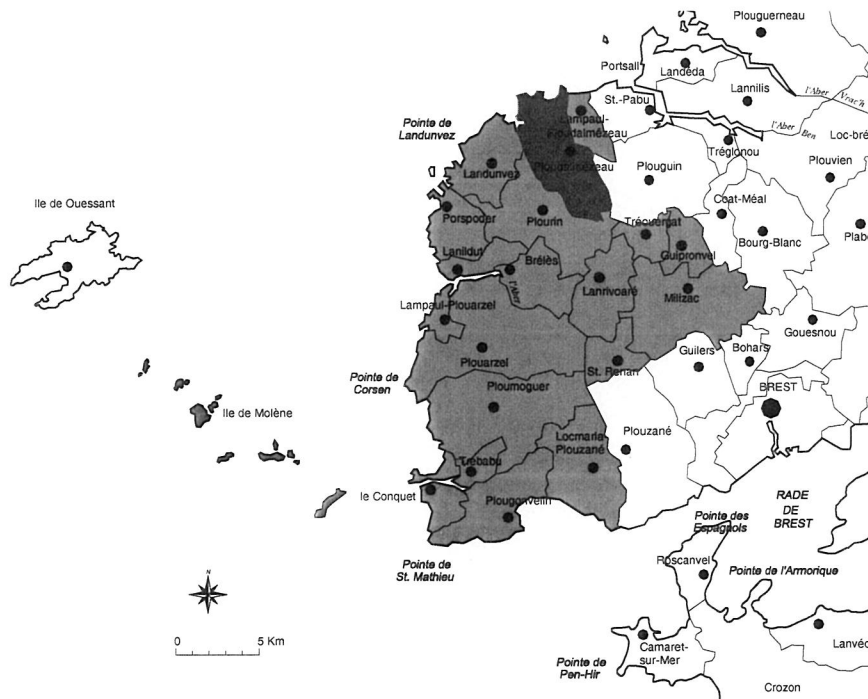 Plouguerneau
Portsall
Landéda
Lannilis
l'Aber Vrac'h
St.-Pabu
l'Aber Ben
Lampaul-
Ploudalmézeau
Pointe de
Landunvez
Ploudalmézeau
Tréglonou
Loc-bré
Plouguin
Plouvien
Landunvez
Ile de Ouessant
Porspoder
Plourin
Coat-Méal
Tréouergat
Bourg-Blanc
Plabe
Guipronvel
Lanildut
Brélès
l'Aber
Lanrivoaré
Milizac
Lampaul-Plouarzel
Gouesnou
Plouarzel
St. Renan
Guilers
Bohars
Pointe de
Corsen
Ploumoguer
BREST
Ile de Molène
Locmaria
Plouzané
Plouzané
Trébabu
le Conquet
Plougonvelin
RADE
DE
BREST
Pointe des
Espagnols
Pointe de
St. Mathieu
Roscanvel
Pointe de l'Armorique
N
0 5 Km
Camaret-
sur-Mer
Lanvéo
Pointe de
Pen-Hir
Crozon